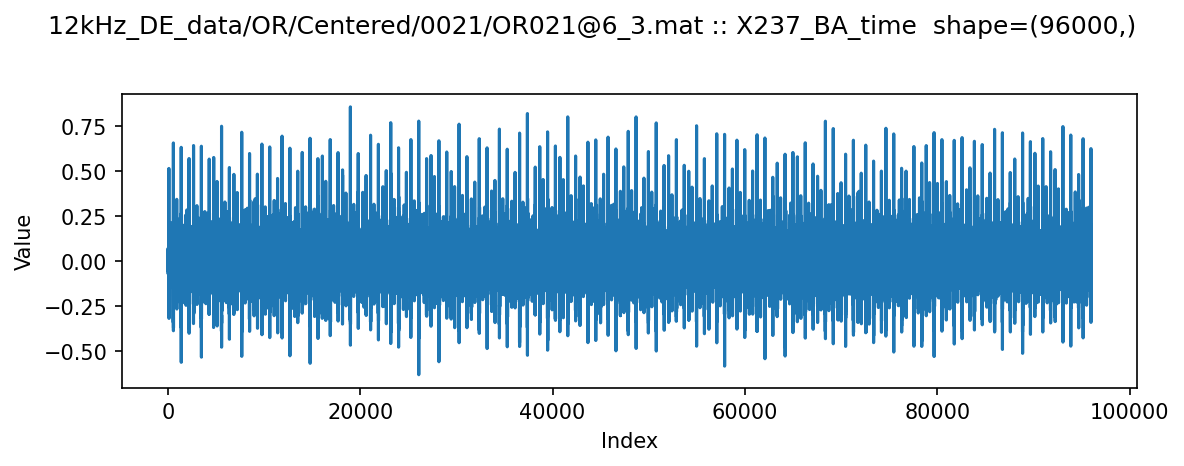 12kHz_DE_data/OR/Centered/0021/OR021@6_3.mat :: X237_BA_time  shape=(96000,)
0.75
0.50
0.25
0.00
−0.25
−0.50
Value
0 20000 40000 60000 80000 100000
Index